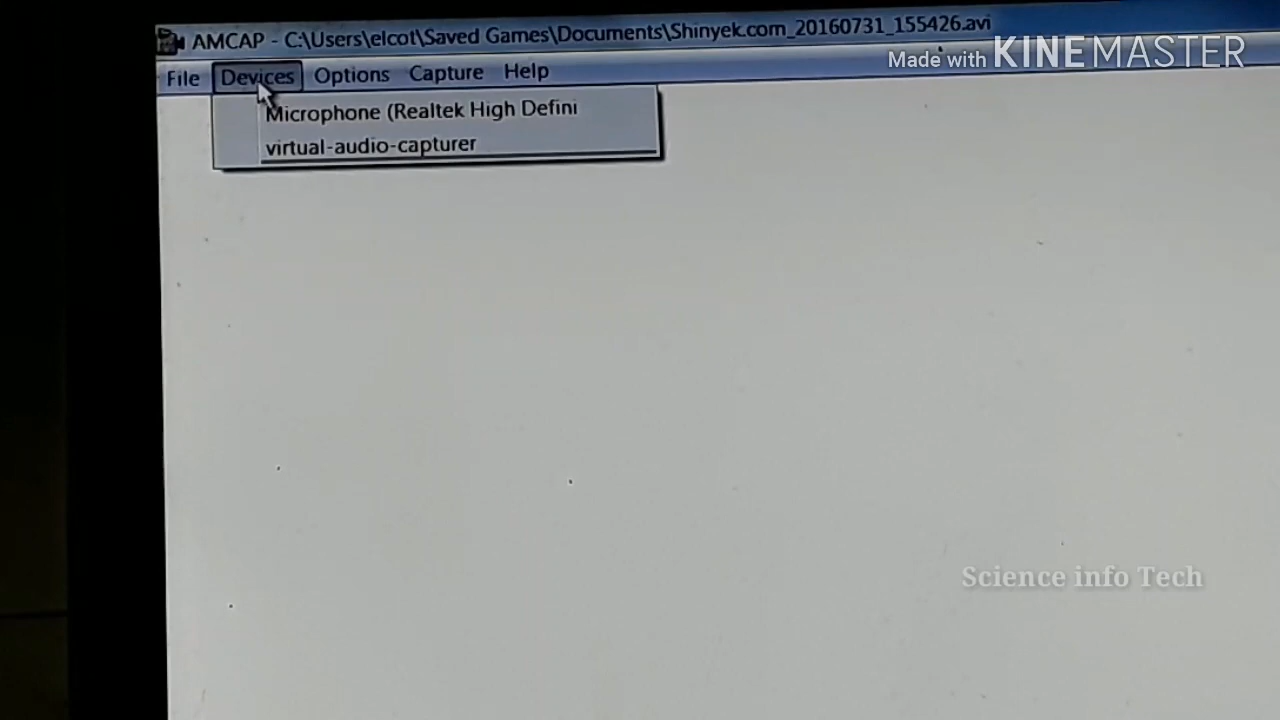 AMCAP - C:\Users\elcot\Saved Games\Documents\Shinyek.com_20160731_155426.avi
Made with KINEMASTER
File Devices Options Capture Help
Microphone (Realtek High Defini
virtual-audio-capturer
Science info Tech